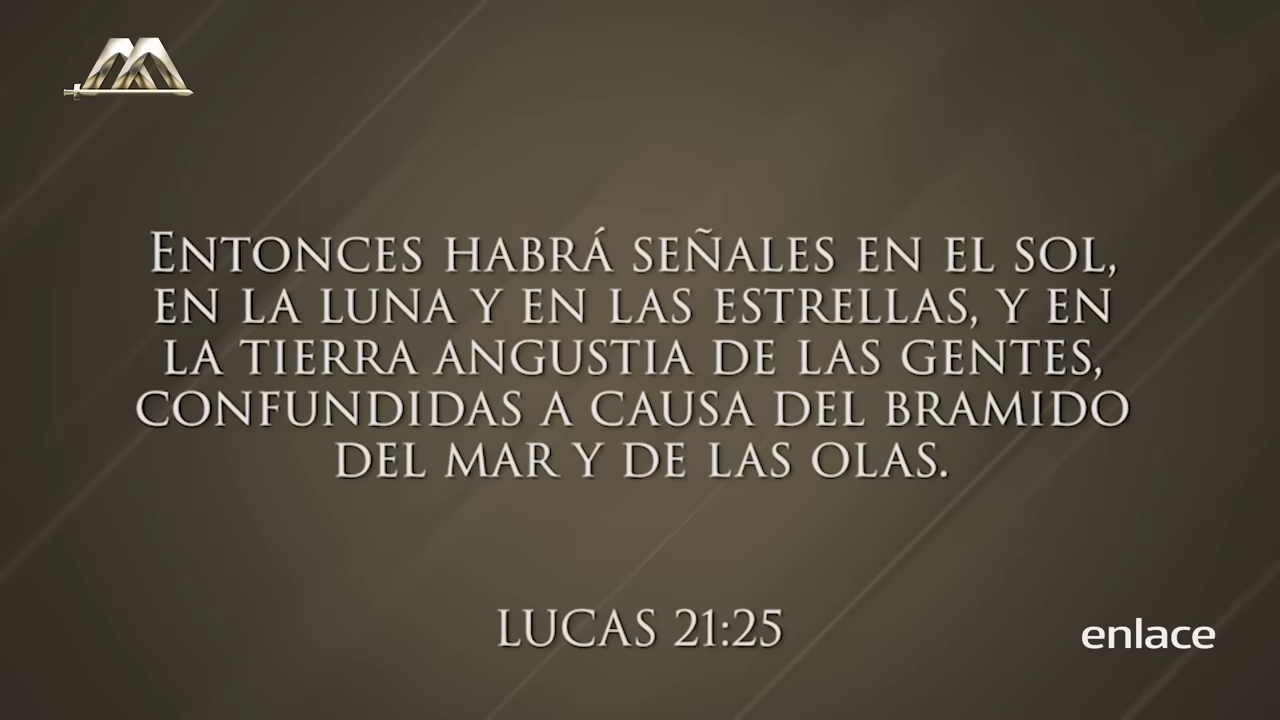 Entonces habrá señales en el sol,
en la luna y en las estrellas, y en
la tierra angustia de las gentes,
confundidas a causa del bramido
del mar y de las olas.
Lucas 21:25
enlace